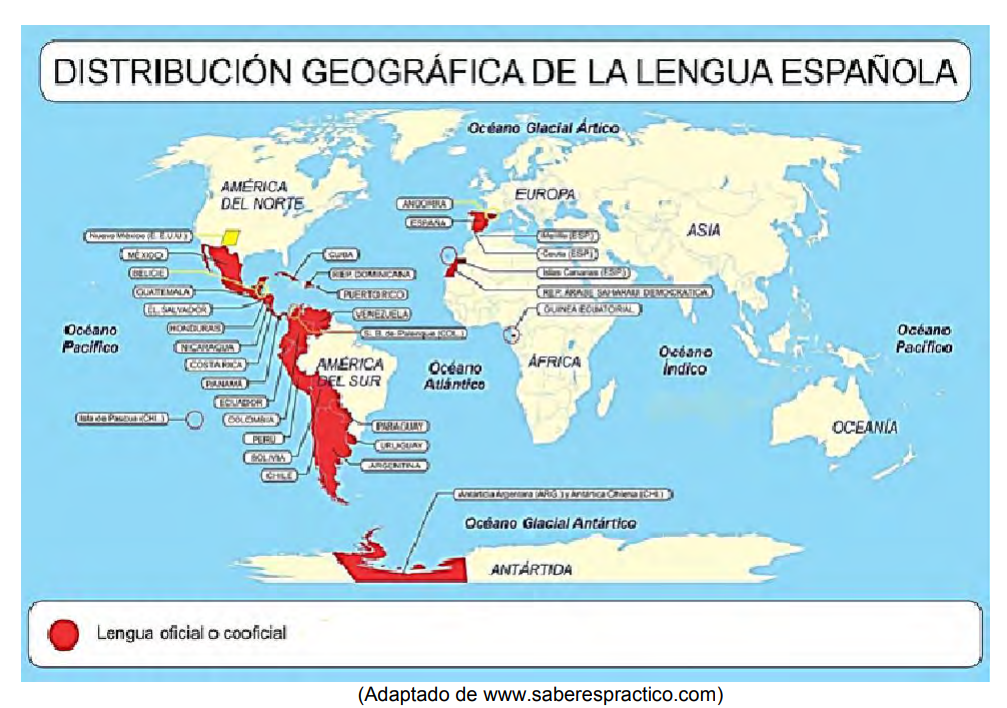 DISTRIBUCIÓN GEOGRÁFICA DE LA LENGUA ESPAÑOLA
Océano Glacial Ártico
AMÉRICA
DEL NORTE
EUROPA
ASIA
ANDORRA
ESPAÑA
Nuevo México (E.E.U.U.)
MÉXICO
BELICE
GUATEMALA
EL SALVADOR
HONDURAS
NICARAGUA
COSTA RICA
PANAMÁ
ECUADOR
COLOMBIA
PERÚ
BOLIVIA
CHILE
CUBA
REP. DOMINICANA
PUERTO RICO
VENEZUELA
S. B. de Palenque (COL.)
Melilla (ESP.)
Ceuta (ESP.)
Islas Canarias (ESP.)
REP. ÁRABE SAHARAUI DEMOCRÁTICA
GUINEA ECUATORIAL
Océano
Pacífico
AMÉRICA
DEL SUR
Océano
Atlántico
ÁFRICA
Océano
Índico
Océano
Pacífico
Isla de Pascua (CHI.)
PARAGUAY
URUGUAY
ARGENTINA
OCEANÍA
Antártida Argentina (ARG.) y Antártica Chilena (CHI.)
Océano Glacial Antártico
ANTÁRTIDA
Lengua oficial o cooficial
(Adaptado de www.saberespractico.com)